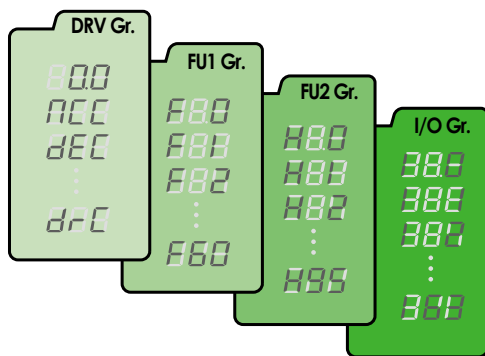 DRV Gr.
0.0
ACC
dEC
drC
FU1 Gr.
F 0
F 1
F 2
F60
FU2 Gr.
H 0
H 1
H 2
H95
I/O Gr.